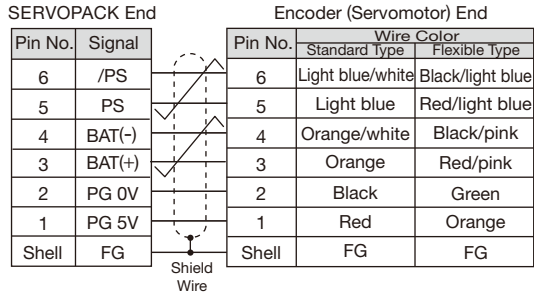 SERVOPACK End Encoder (Servomotor) End
Pin No. Signal Pin No. Wire Color
Standard Type Flexible Type
6 /PS 6 Light blue/white Black/light blue
5 PS 5 Light blue Red/light blue
4 BAT(-) 4 Orange/white Black/pink
3 BAT(+) 3 Orange Red/pink
2 PG 0V 2 Black Green
1 PG 5V 1 Red Orange
Shell FG Shell FG FG
Shield
Wire